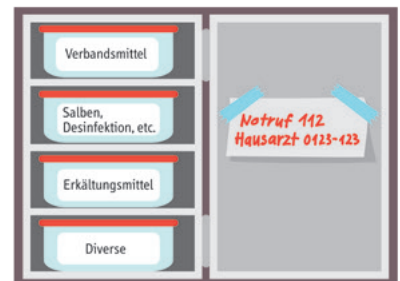 Verbandsmittel
Salben,
Desinfektion, etc.
Erkältungsmittel
Diverse
Notruf 112
Hausarzt 0123-123